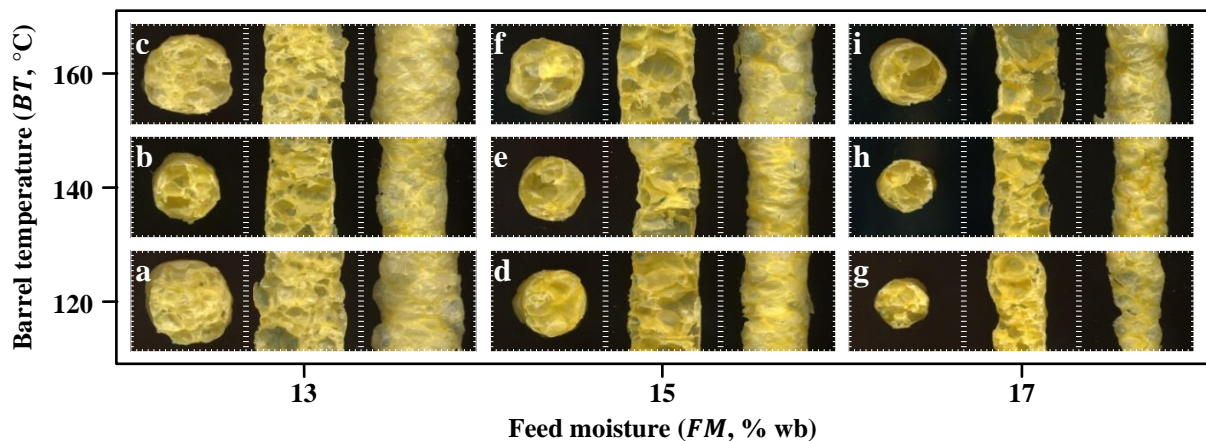 Barrel temperature (BT, °C)
160
140
120
c
f
i
b
e
h
a
d
g
13
15
17
Feed moisture (FM, % wb)